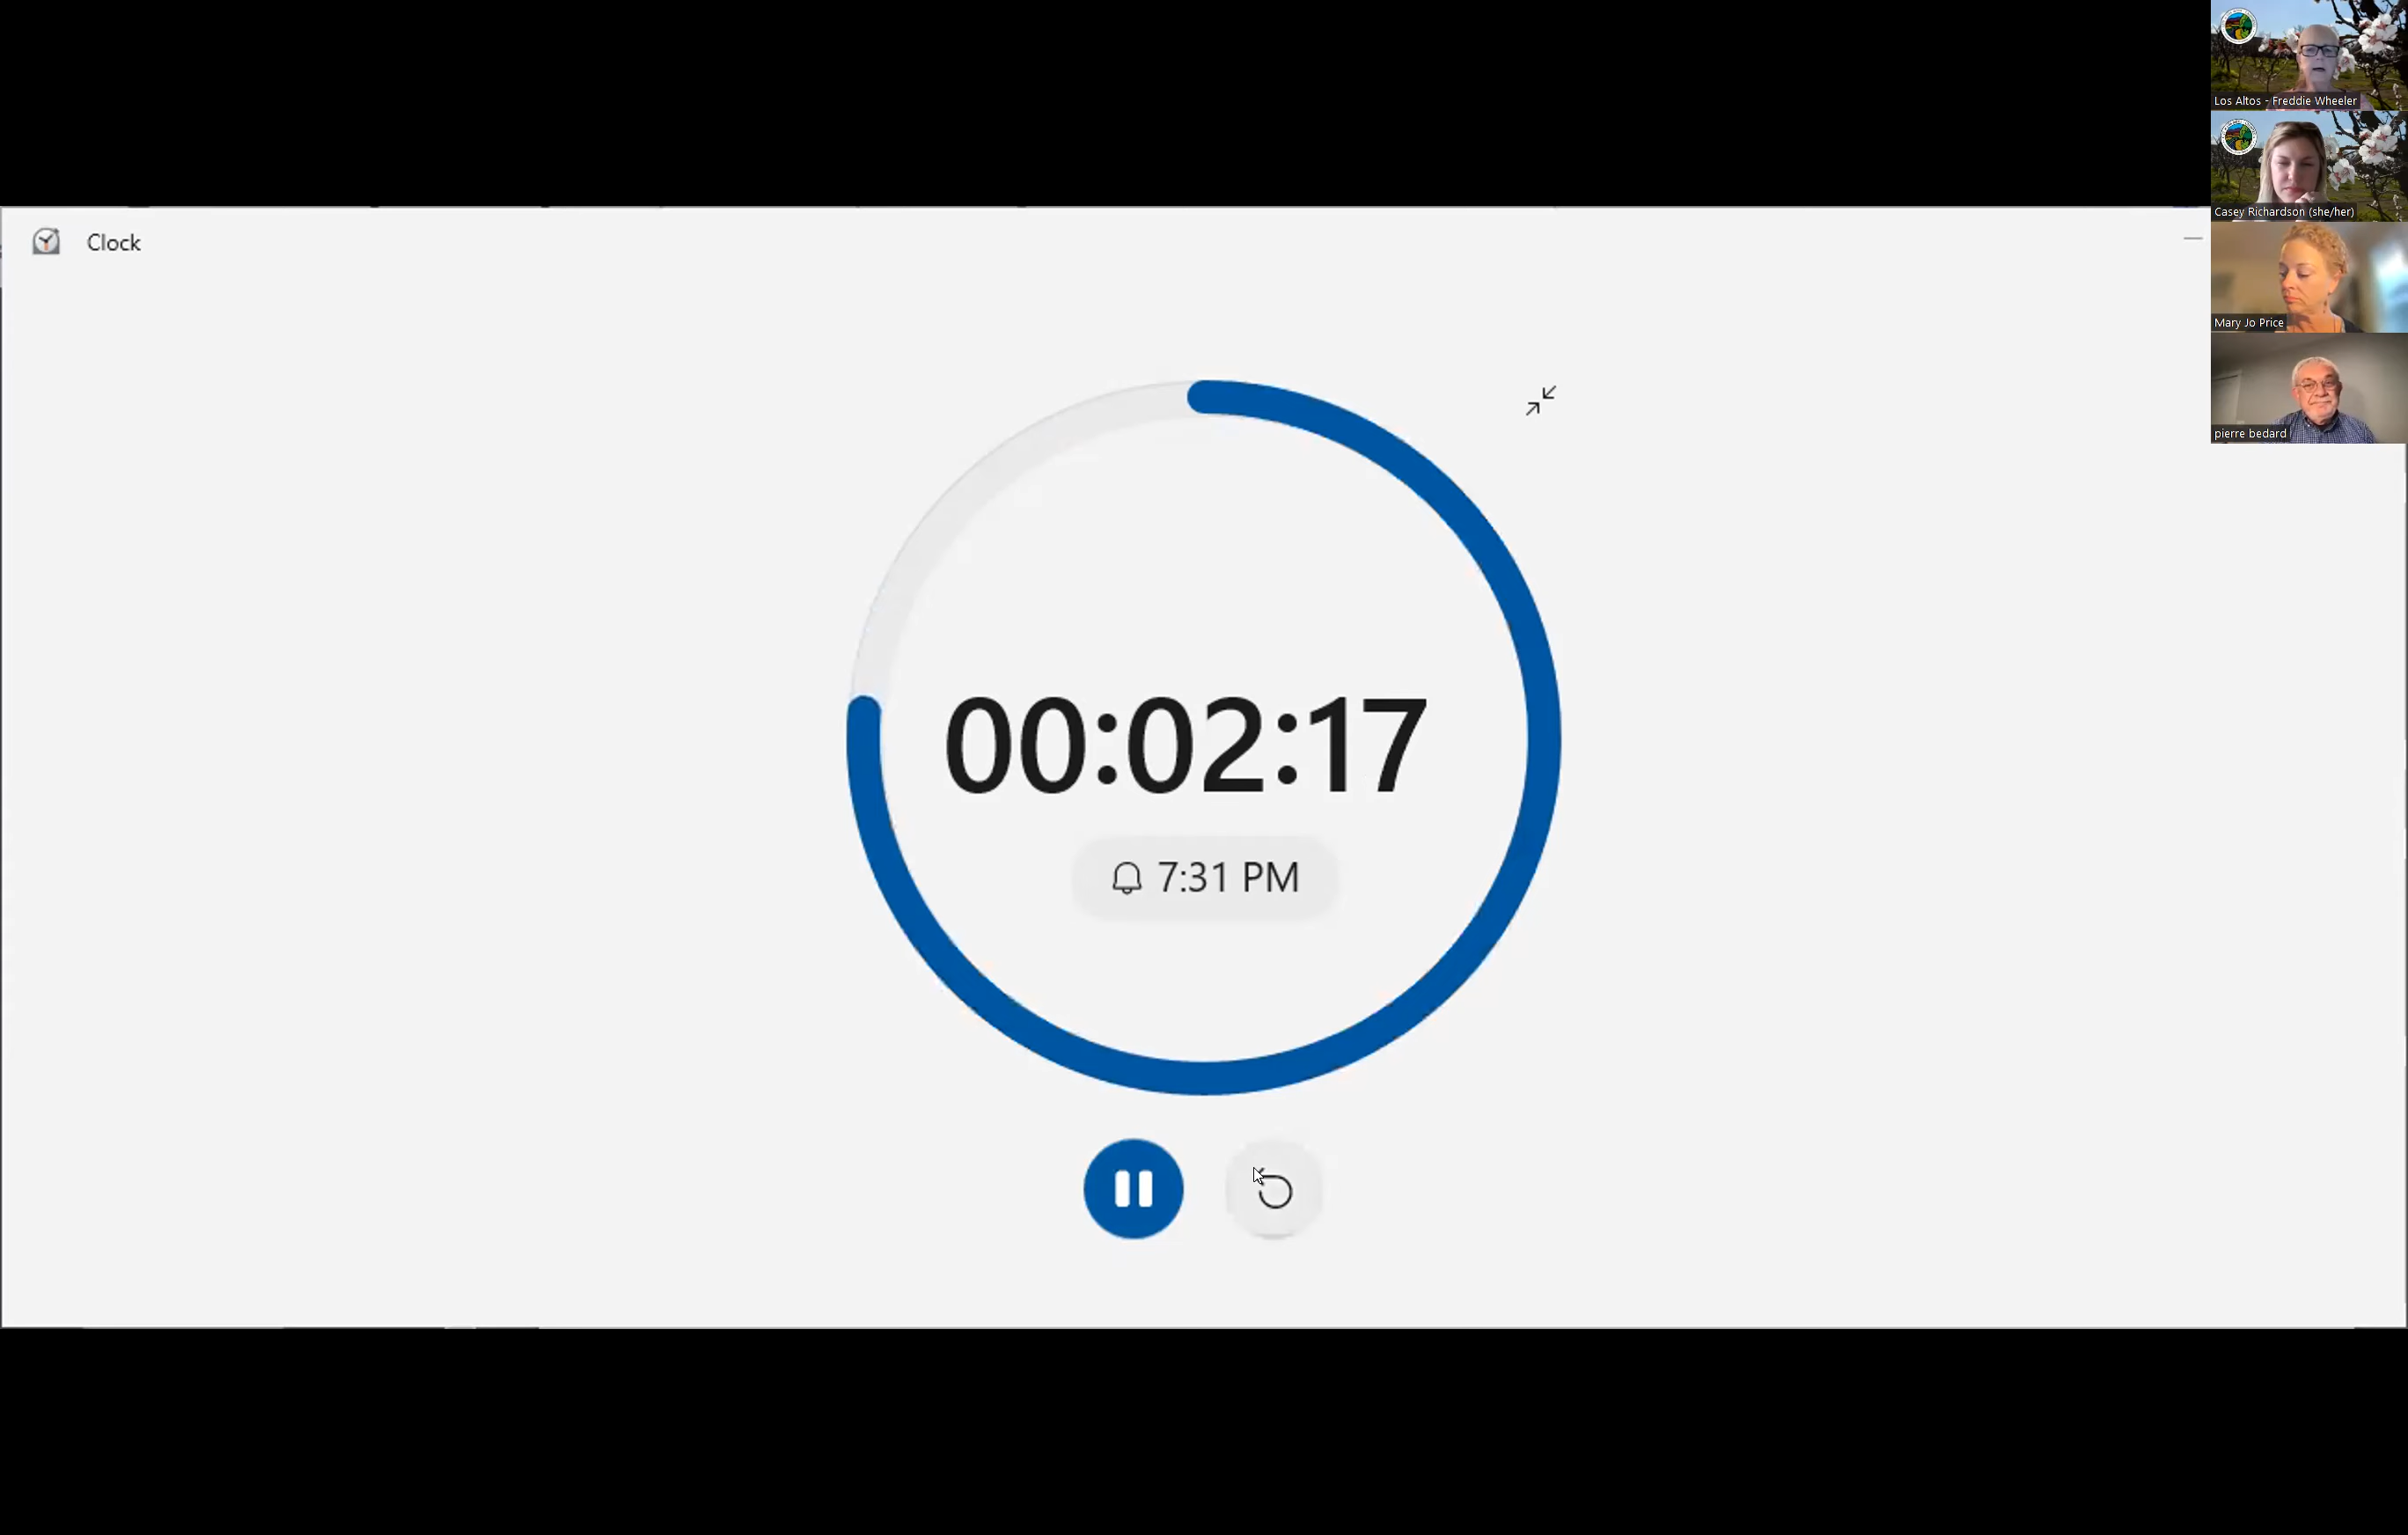 Los Altos - Freddie Wheeler
Casey Richardson (she/her)
Mary Jo Price
pierre bedard
Clock
00:02:17
7:31 PM